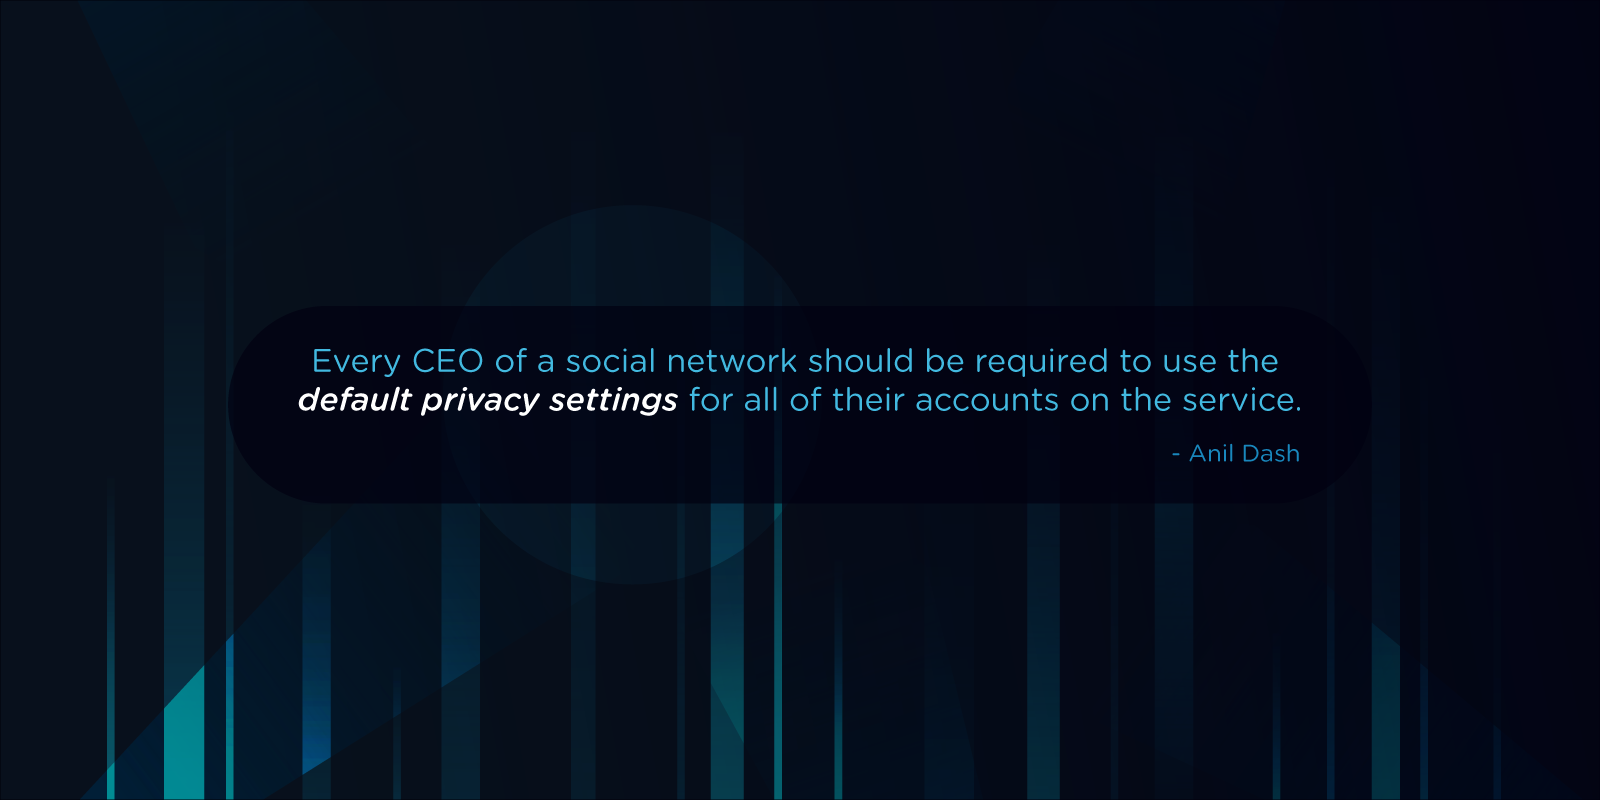 Every CEO of a social network should be required to use the
default privacy settings for all of their accounts on the service.
- Anil Dash